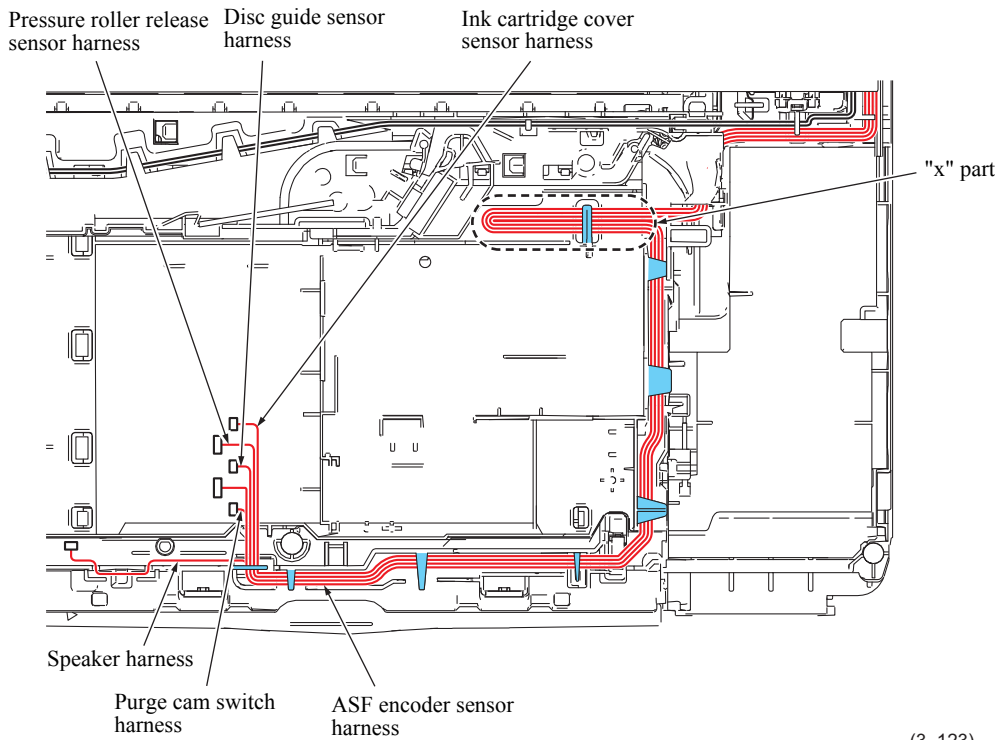 Pressure roller release
sensor harness
Disc guide sensor
harness
Ink cartridge cover
sensor harness
"x" part
Speaker harness
Purge cam switch
harness
ASF encoder sensor
harness